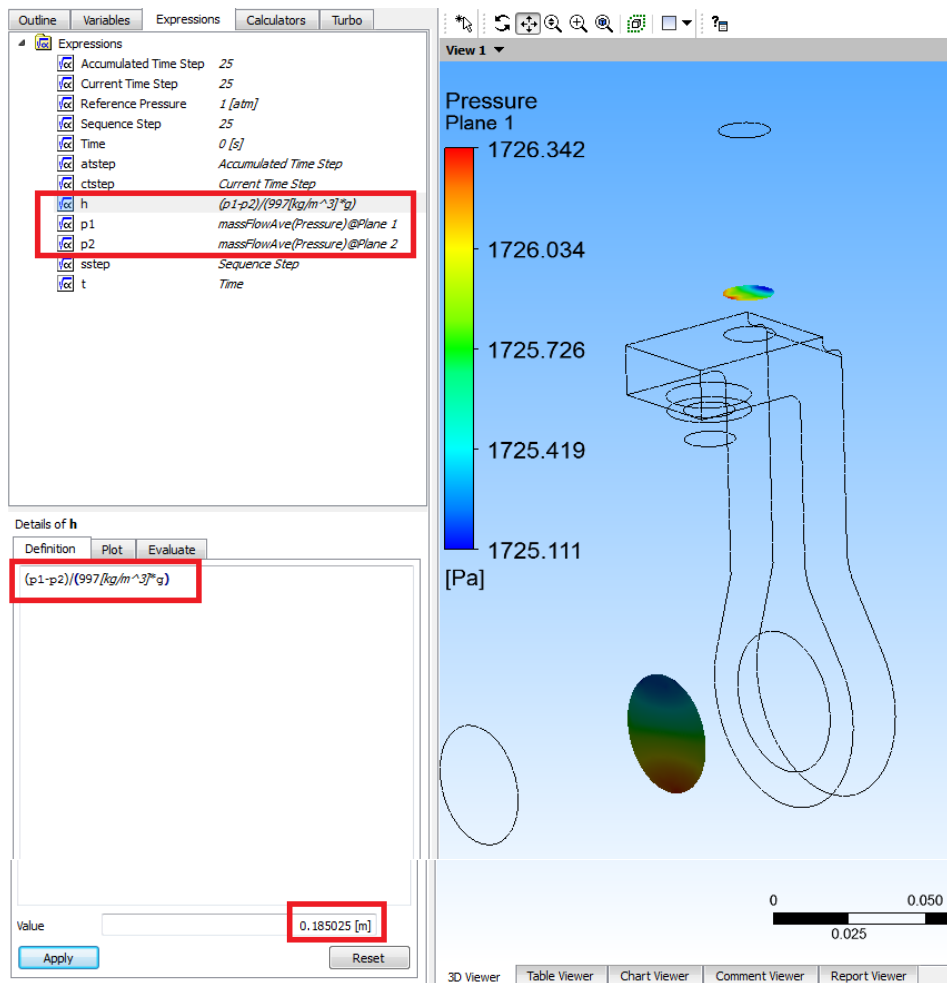 Outline Variables Expressions Calculators Turbo
Expressions
Accumulated Time Step 25
Current Time Step 25
Reference Pressure 1 [atm]
Sequence Step 25
Time 0 [s]
atstep Accumulated Time Step
ctstep Current Time Step
h (p1-p2)/(997[kg/m^3]*g)
p1 massFlowAve(Pressure)@Plane 1
p2 massFlowAve(Pressure)@Plane 2
sstep Sequence Step
t Time
Details of h
Definition Plot Evaluate
(p1-p2)/(997[kg/m^3]*g)
Value 0.185025 [m]
Apply Reset
View 1
Pressure
Plane 1
1726.342
1726.034
1725.726
1725.419
1725.111
[Pa]
0 0.050
0.025
3D Viewer Table Viewer Chart Viewer Comment Viewer Report Viewer